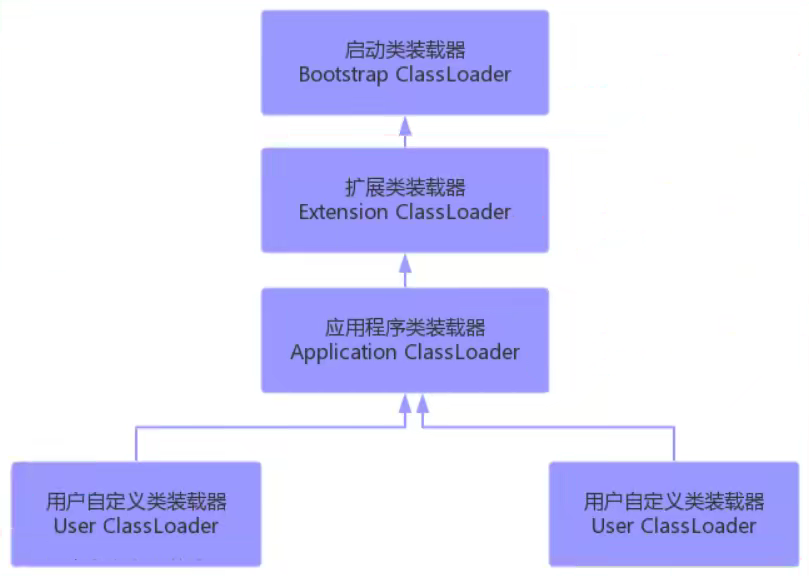 启动类装载器
Bootstrap ClassLoader
扩展类装载器
Extension ClassLoader
应用程序类装载器
Application ClassLoader
用户自定义类装载器
User ClassLoader
用户自定义类装载器
User ClassLoader